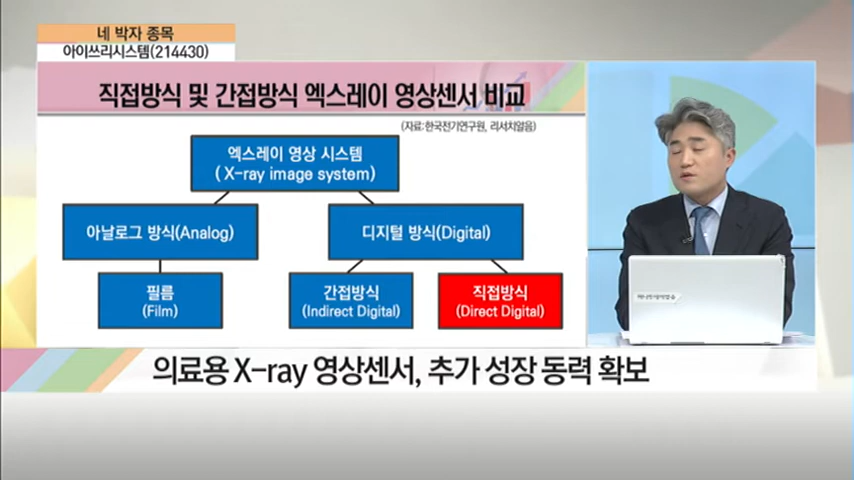 네 박자 종목
아이쓰리시스템(214430)
직접방식 및 간접방식 엑스레이 영상센서 비교
(자료:한국전기연구원, 리서치알음)
엑스레이 영상 시스템
( X-ray image system)
아날로그 방식(Analog)
디지털 방식(Digital)
필름
(Film)
간접방식
(Indirect Digital)
직접방식
(Direct Digital)
의료용 X-ray 영상센서, 추가 성장 동력 확보